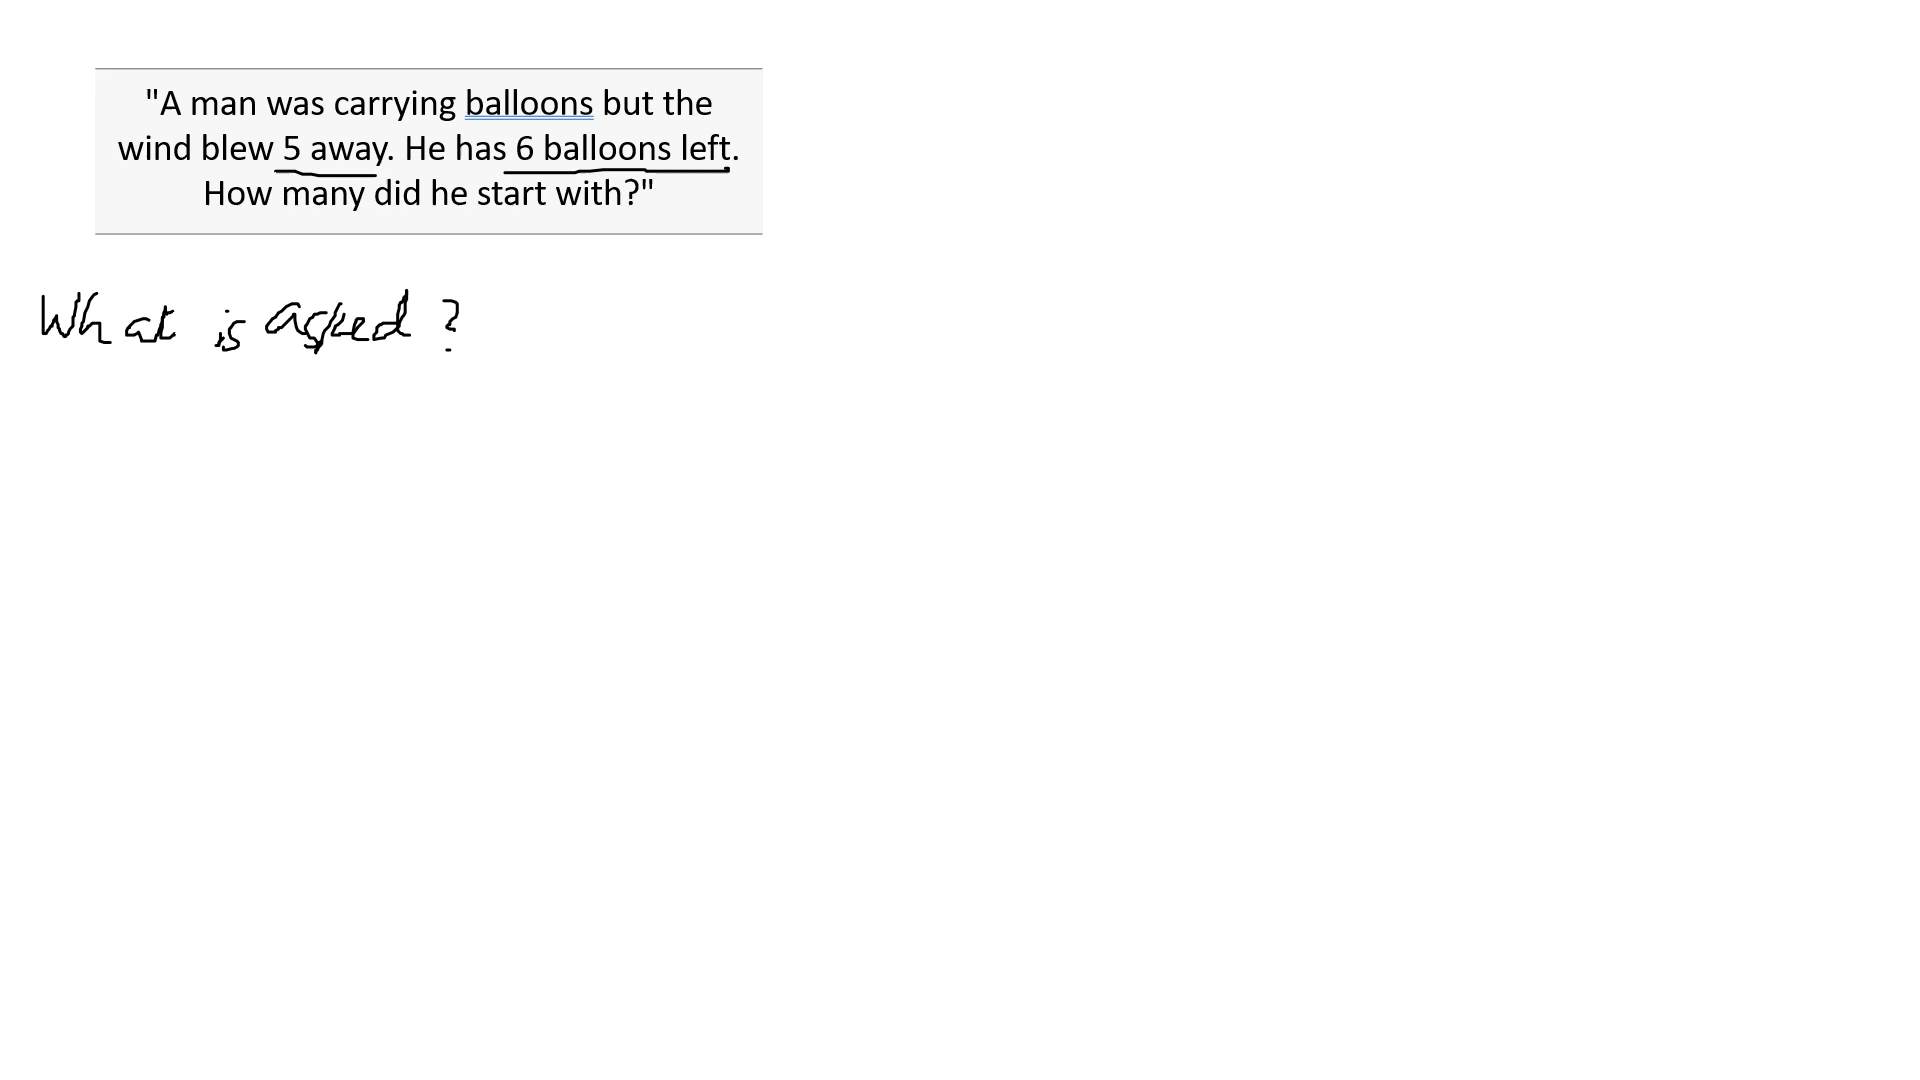 "A man was carrying balloons but the
wind blew 5 away. He has 6 balloons left.
How many did he start with?"
What is asked?